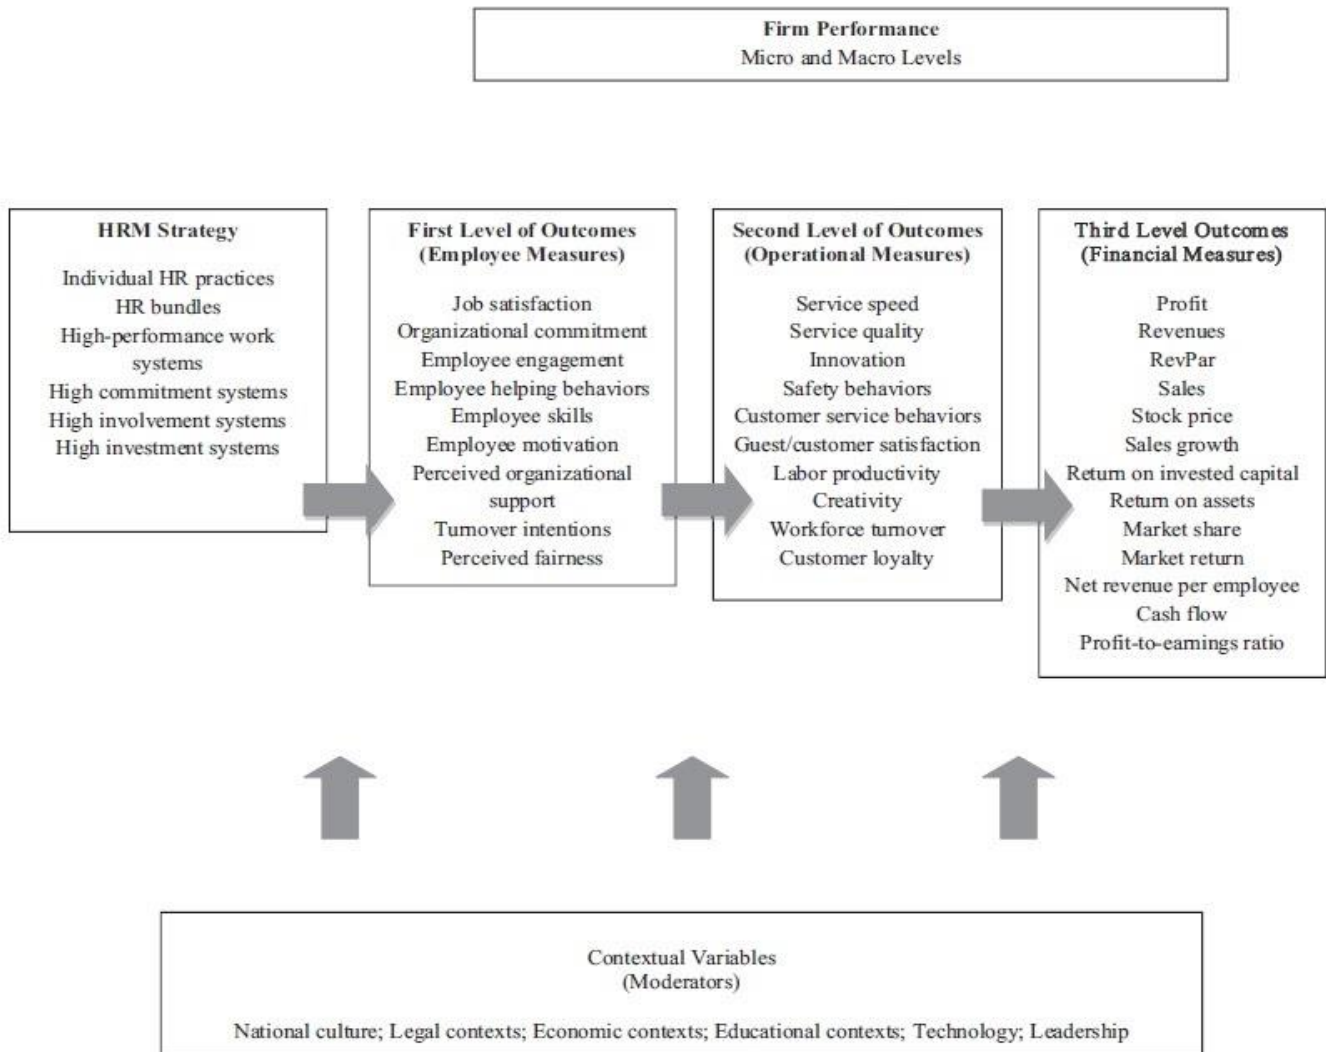 Firm Performance
Micro and Macro Levels
HRM Strategy
Individual HR practices
HR bundles
High-performance work
systems
High commitment systems
High involvement systems
High investment systems
First Level of Outcomes
(Employee Measures)
Job satisfaction
Organizational commitment
Employee engagement
Employee helping behaviors
Employee skills
Employee motivation
Perceived organizational
support
Turnover intentions
Perceived fairness
Second Level of Outcomes
(Operational Measures)
Service speed
Service quality
Innovation
Safety behaviors
Customer service behaviors
Guest/customer satisfaction
Labor productivity
Creativity
Workforce turnover
Customer loyalty
Third Level Outcomes
(Financial Measures)
Profit
Revenues
RevPar
Sales
Stock price
Sales growth
Return on invested capital
Return on assets
Market share
Market return
Net revenue per employee
Cash flow
Profit-to-earnings ratio
Contextual Variables
(Moderators)
National culture; Legal contexts; Economic contexts; Educational contexts; Technology; Leadership